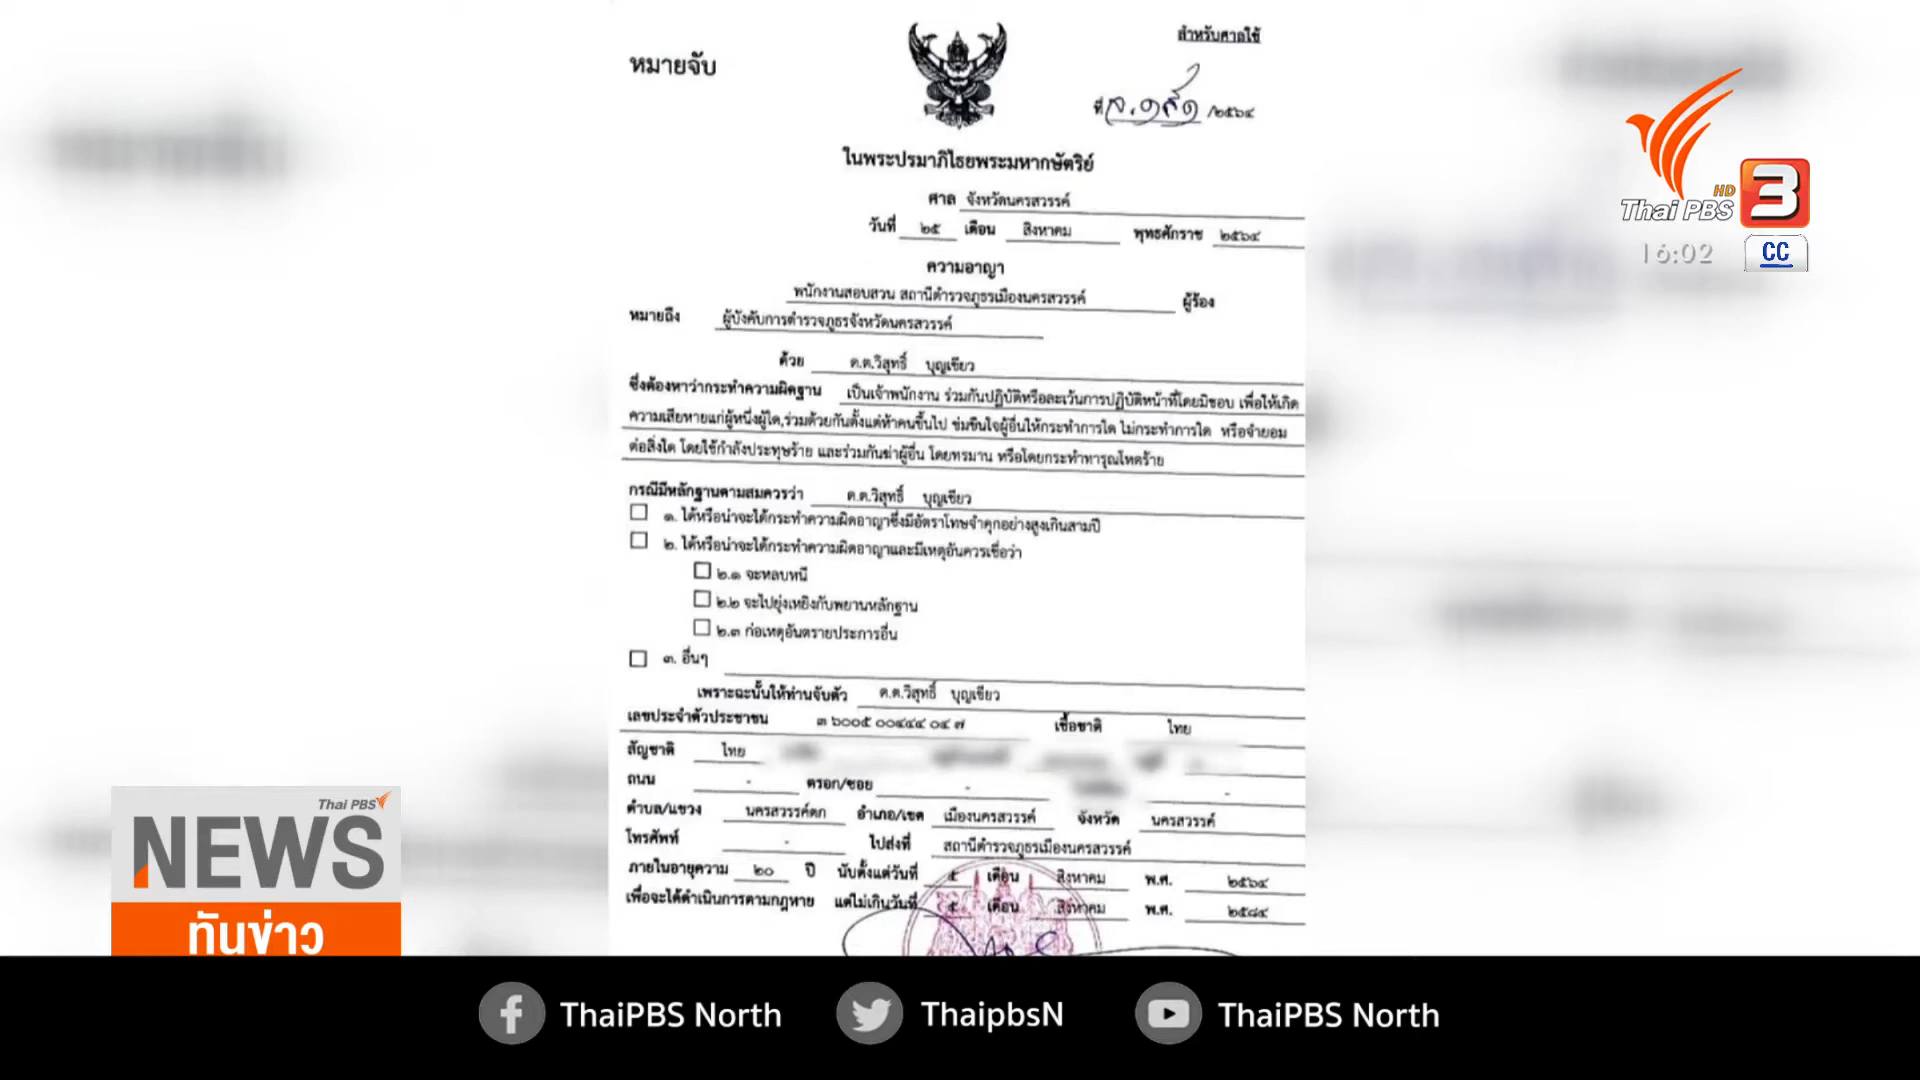 สำหรับศาลใช้
หมายจับ
ที่ /๒๕๖๔
ในพระปรมาภิไธยพระมหากษัตริย์
ศาล จังหวัดนครสวรรค์
วันที่ ๒๕ เดือน สิงหาคม พุทธศักราช ๒๕๖๔
ความอาญา
พนักงานสอบสวน สถานีตำรวจภูธรเมืองนครสวรรค์ ผู้ร้อง
หมายถึง ผู้บังคับการตำรวจภูธรจังหวัดนครสวรรค์
ด้วย ด.ต.วิสุทธิ์ บุญเขียว
ซึ่งต้องหาว่ากระทำความผิดฐาน เป็นเจ้าพนักงาน ร่วมกันปฏิบัติหรือละเว้นการปฏิบัติหน้าที่โดยมิชอบ เพื่อให้เกิด
ความเสียหายแก่ผู้หนึ่งผู้ใด,ร่วมด้วยกันตั้งแต่ห้าคนขึ้นไป ข่มขืนใจผู้อื่นให้กระทำการใด ไม่กระทำการใด หรือจำยอม
ต่อสิ่งใด โดยใช้กำลังประทุษร้าย และร่วมกันฆ่าผู้อื่น โดยทรมาน หรือโดยกระทำทารุณโหดร้าย
กรณีมีหลักฐานตามสมควรว่า ด.ต.วิสุทธิ์ บุญเขียว
๑. ได้หรือน่าจะได้กระทำความผิดอาญาซึ่งมีอัตราโทษจำคุกอย่างสูงเกินสามปี
๒. ได้หรือน่าจะได้กระทำความผิดอาญาและมีเหตุอันควรเชื่อว่า
๒.๑ จะหลบหนี
๒.๒ จะไปยุ่งเหยิงกับพยานหลักฐาน
๒.๓ ก่อเหตุอันตรายประการอื่น
๓. อื่นๆ
เพราะฉะนั้นให้ท่านจับตัว ด.ต.วิสุทธิ์ บุญเขียว
เลขประจำตัวประชาชน ๓ ๖๐๐๕ ๐๐๔๔๔ ๐๔ ๗ เชื้อชาติ ไทย
สัญชาติ ไทย
ถนน - ตรอก/ซอย - -
ตำบล/แขวง นครสวรรค์ตก อำเภอ/เขต เมืองนครสวรรค์ จังหวัด นครสวรรค์
โทรศัพท์ - ไปส่งที่ สถานีตำรวจภูธรเมืองนครสวรรค์
ภายในอายุความ ๒๐ ปี นับตั้งแต่วันที่ ๕ เดือน สิงหาคม พ.ศ. ๒๕๖๔
เพื่อจะได้ดำเนินการตามกฎหาย แต่ไม่เกินวันที่ ๕ เดือน สิงหาคม พ.ศ. ๒๕๘๔
Thai PBS HD 3
16:02 CC
Thai PBS
NEWS
ทันข่าว
ThaiPBS North ThaipbsN ThaiPBS North